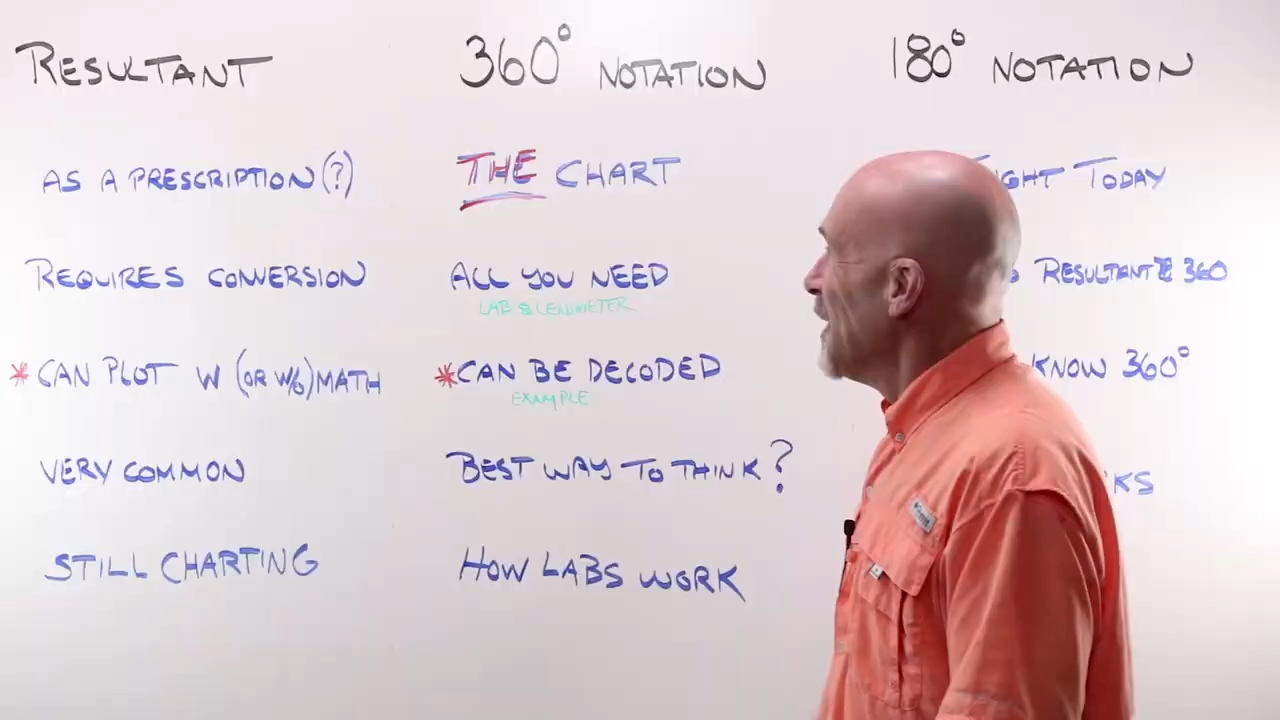 RESULTANT
AS A PRESCRIPTION(?)
REQUIRES CONVERSION
*CAN PLOT W (OR W/O)MATH
VERY COMMON
STILL CHARTING
360° NOTATION
THE CHART
ALL YOU NEED
LAB & LENSMETER
*CAN BE DECODED
EXAMPLE
BEST WAY TO THINK?
HOW LABS WORK
180° NOTATION
TODAY
RESULTANT 360
KNOW 360°